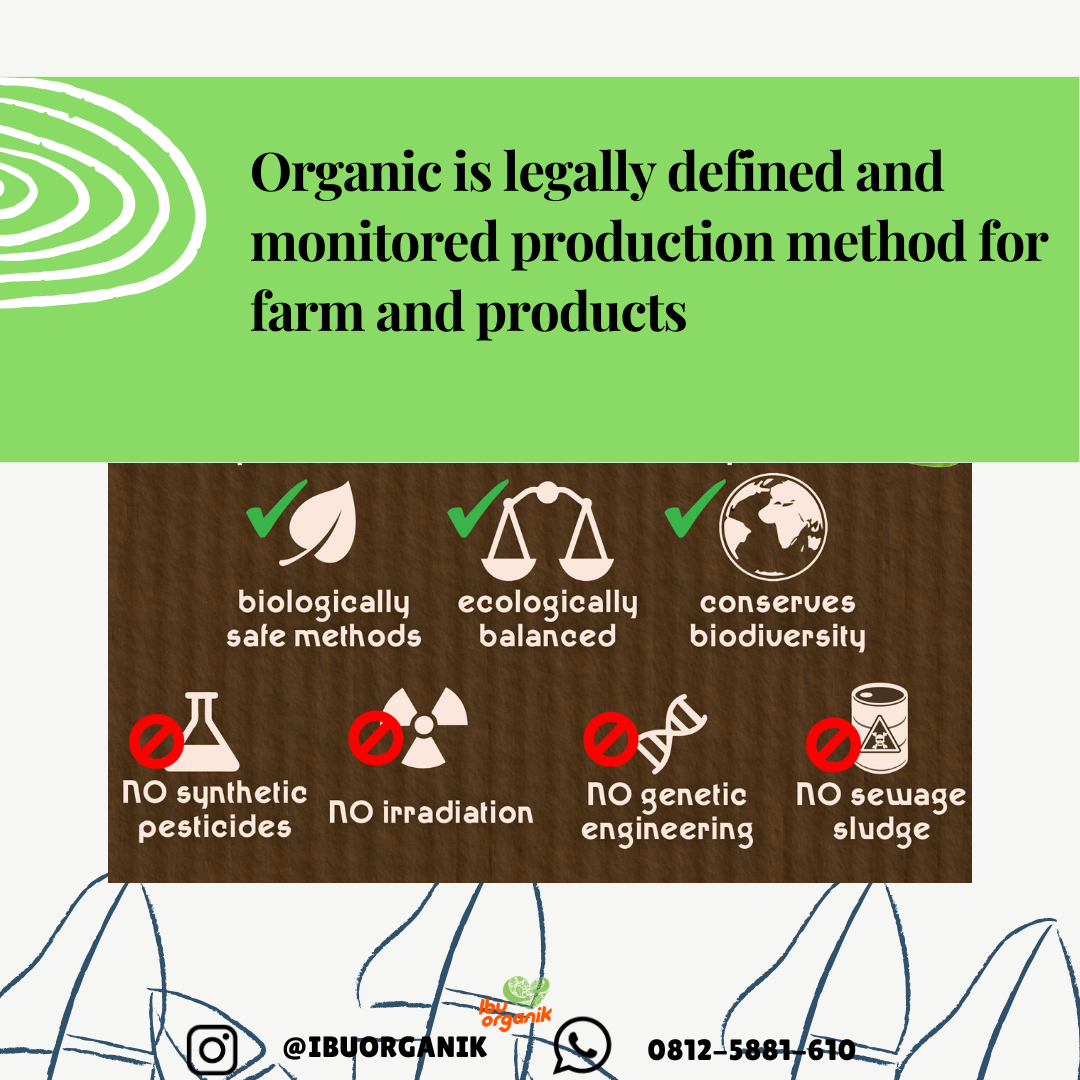 Organic is legally defined and
monitored production method for
farm and products
biologically
safe methods
ecologically
balanced
conserves
biodiversity
NO synthetic
pesticides
NO irradiation
NO genetic
engineering
NO sewage
sludge
Ibu
organik
@IBUORGANIK
0812-5881-610